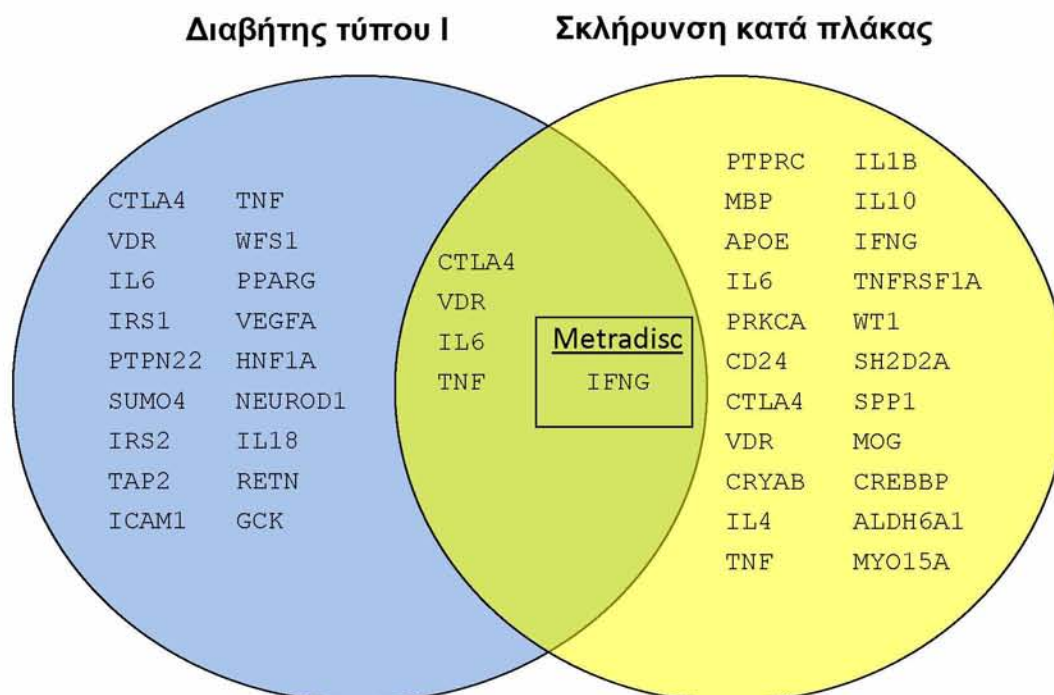 Διαβήτης τύπου Ι
Σκλήρυνση κατά πλάκας
CTLA4 TNF
VDR WFS1
IL6 PPARG
IRS1 VEGFA
PTPN22 HNF1A
SUMO4 NEUROD1
IRS2 IL18
TAP2 RETN
ICAM1 GCK
CTLA4
VDR
IL6
TNF
Metradisc
IFNG
PTPRC IL1B
MBP IL10
APOE IFNG
IL6 TNFRSF1A
PRKCA WT1
CD24 SH2D2A
CTLA4 SPP1
VDR MOG
CRYAB CREBBP
IL4 ALDH6A1
TNF MYO15A